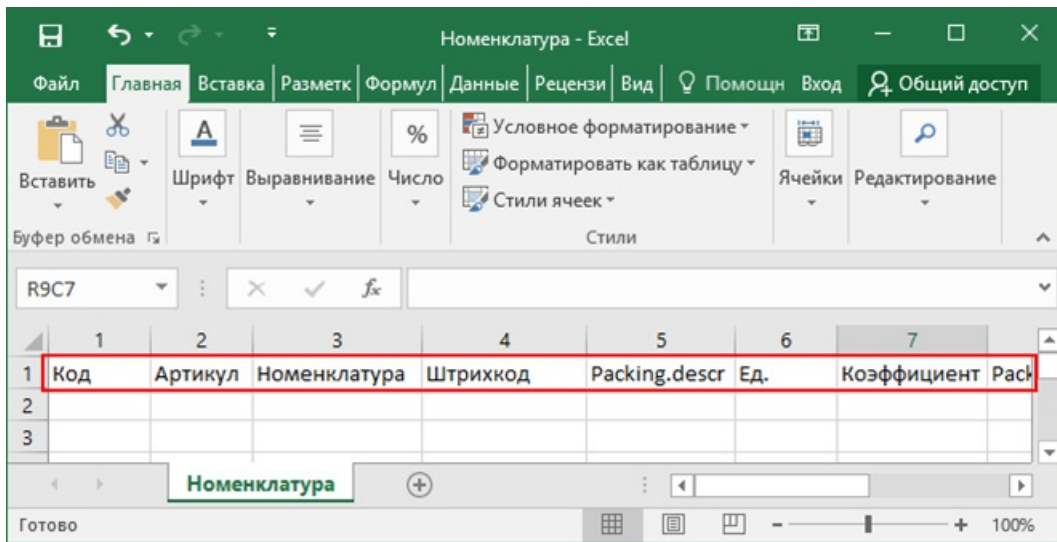 Номенклатура - Excel
Файл Главная Вставка Разметк Формул Данные Рецензи Вид Помощн Вход Общий доступ
Вставить Шрифт Выравнивание % Число Условное форматирование Форматировать как таблицу Стили ячеек Ячейки Редактирование
Буфер обмена Стили
R9C7 fx
1 2 3 4 5 6 7
1 Код Артикул Номенклатура Штрихкод Packing.descr Ед. Коэффициент Pack
2
3
Номенклатура
Готово 100%